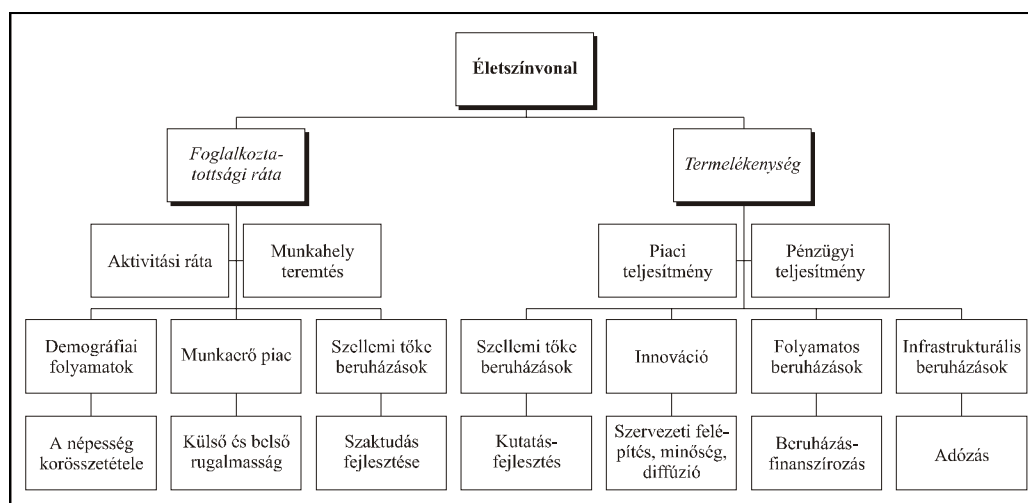 Életszínvonal
Foglalkozta-
tottsági ráta
Termelékenység
Aktivitási ráta
Munkahely
teremtés
Piaci
teljesítmény
Pénzügyi
teljesítmény
Demográfiai
folyamatok
Munkaerő piac
Szellemi tőke
beruházások
Szellemi tőke
beruházások
Innováció
Folyamatos
beruházások
Infrastrukturális
beruházások
A népesség
korösszetétele
Külső és belső
rugalmasság
Szaktudás
fejlesztése
Kutatás-
fejlesztés
Szervezeti felé-
pítés, minőség,
diffúzió
Beruházás-
finanszírozás
Adózás